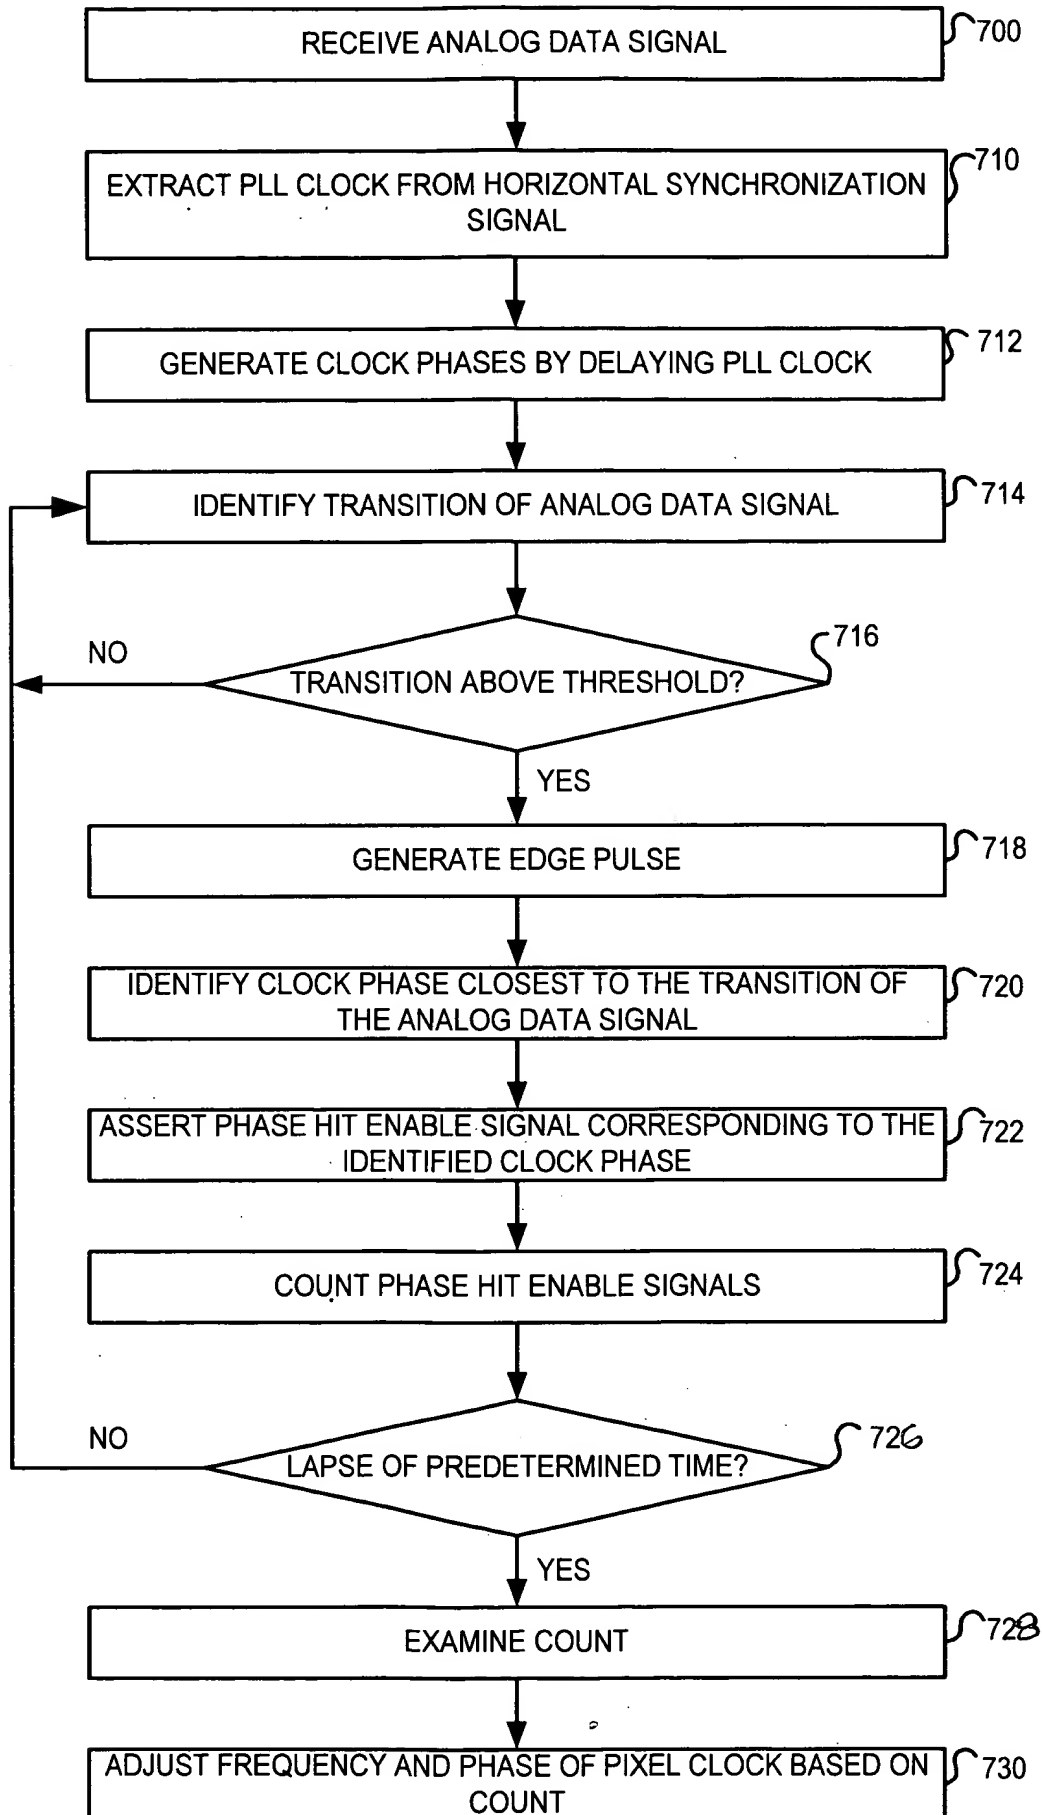 RECEIVE ANALOG DATA SIGNAL
700
EXTRACT PLL CLOCK FROM HORIZONTAL SYNCHRONIZATION
SIGNAL
710
GENERATE CLOCK PHASES BY DELAYING PLL CLOCK
712
IDENTIFY TRANSITION OF ANALOG DATA SIGNAL
714
NO
TRANSITION ABOVE THRESHOLD?
716
YES
GENERATE EDGE PULSE
718
IDENTIFY CLOCK PHASE CLOSEST TO THE TRANSITION OF
THE ANALOG DATA SIGNAL
720
ASSERT PHASE HIT ENABLE SIGNAL CORRESPONDING TO THE
IDENTIFIED CLOCK PHASE
722
COUNT PHASE HIT ENABLE SIGNALS
724
NO
LAPSE OF PREDETERMINED TIME?
726
YES
EXAMINE COUNT
728
ADJUST FREQUENCY AND PHASE OF PIXEL CLOCK BASED ON
COUNT
730